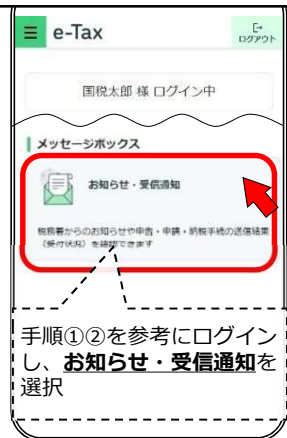 e-Tax
ログアウト
国税太郎 様 ログイン中
メッセージボックス
お知らせ・受信通知
税務署からのお知らせや申告・申請・納税手続の送信結果
（受付状況）を確認できます
手順①②を参考にログイン
し、お知らせ・受信通知を
選択